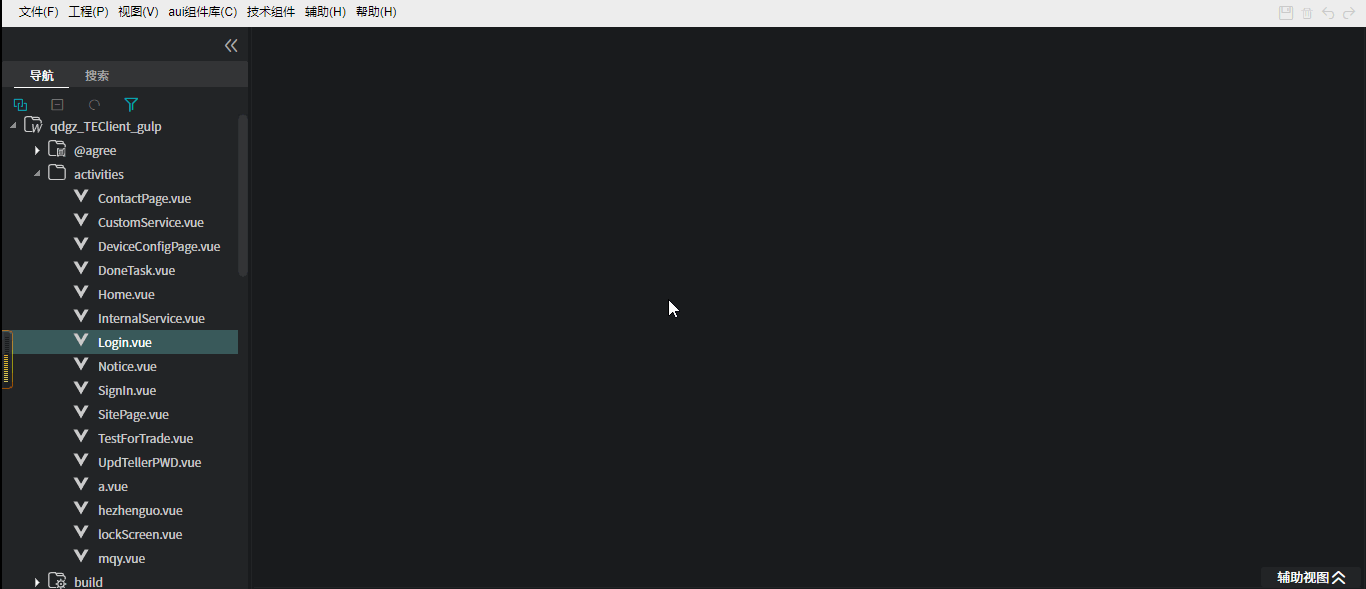 文件(F) 工程(P) 视图(V) aui组件库(C) 技术组件 辅助(H) 帮助(H)
导航 搜索
qdgz_TEClient_gulp
@agree
activities
ContactPage.vue
CustomService.vue
DeviceConfigPage.vue
DoneTask.vue
Home.vue
InternalService.vue
Login.vue
Notice.vue
SignIn.vue
SitePage.vue
TestForTrade.vue
UpdTellerPWD.vue
a.vue
hezhenguo.vue
lockScreen.vue
mqy.vue
build
辅助视图